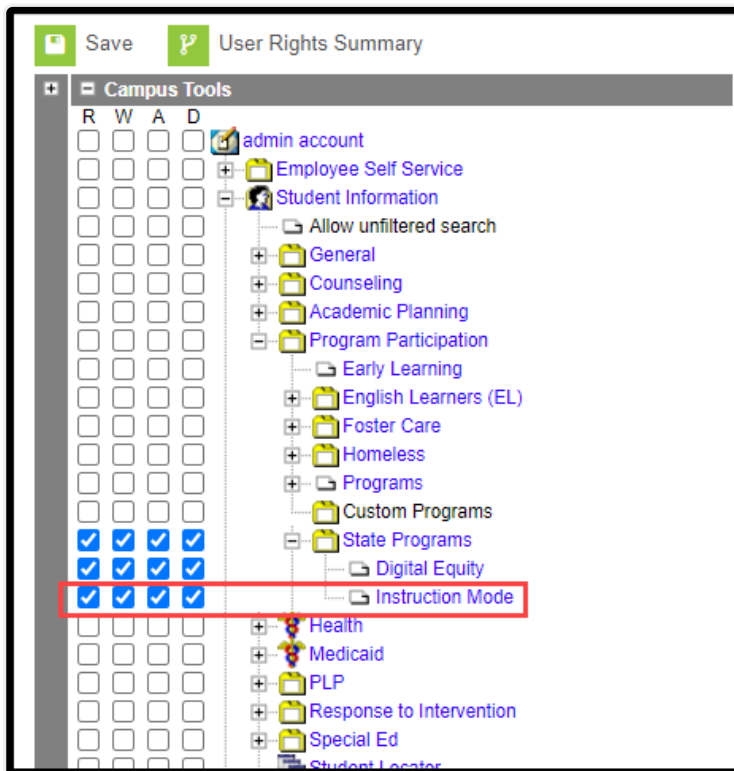 Save User Rights Summary
Campus Tools
R W A D
admin account
Employee Self Service
Student Information
Allow unfiltered search
General
Counseling
Academic Planning
Program Participation
Early Learning
English Learners (EL)
Foster Care
Homeless
Programs
Custom Programs
State Programs
Digital Equity
Instruction Mode
Health
Medicaid
PLP
Response to Intervention
Special Ed
Student Locator